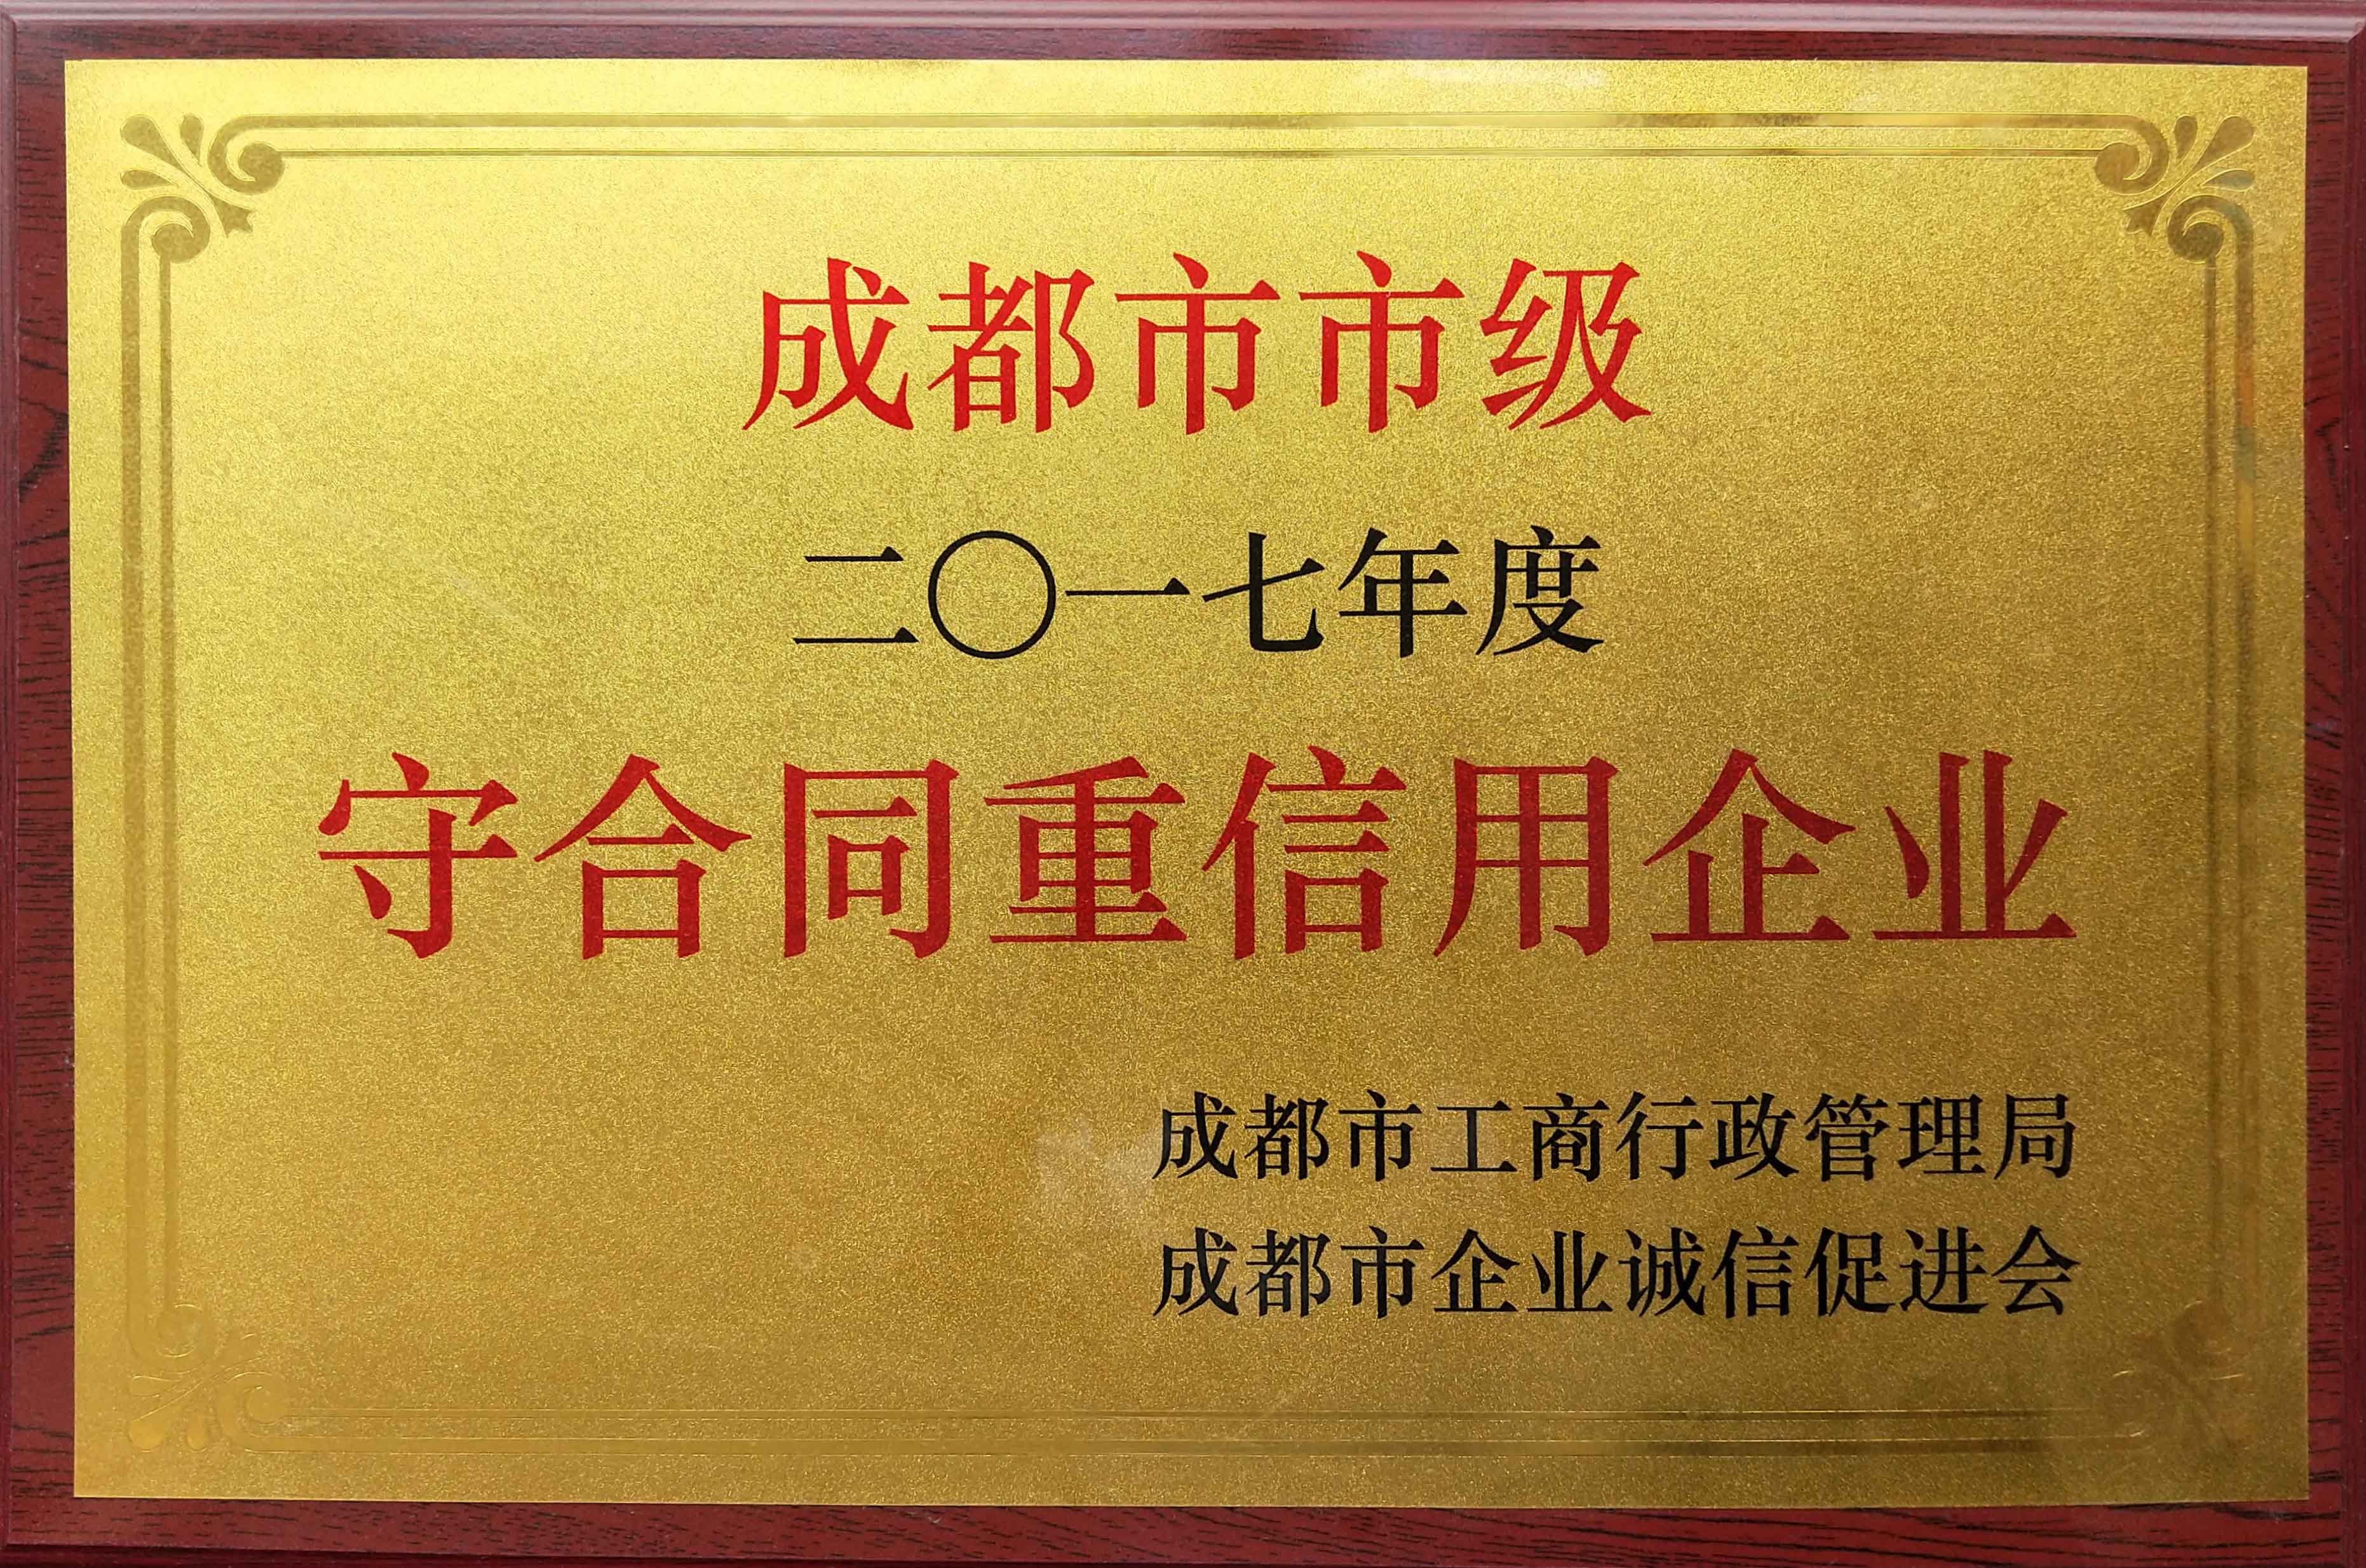 成都市市级
二〇一七年度
守合同重信用企业
成都市工商行政管理局
成都市企业诚信促进会